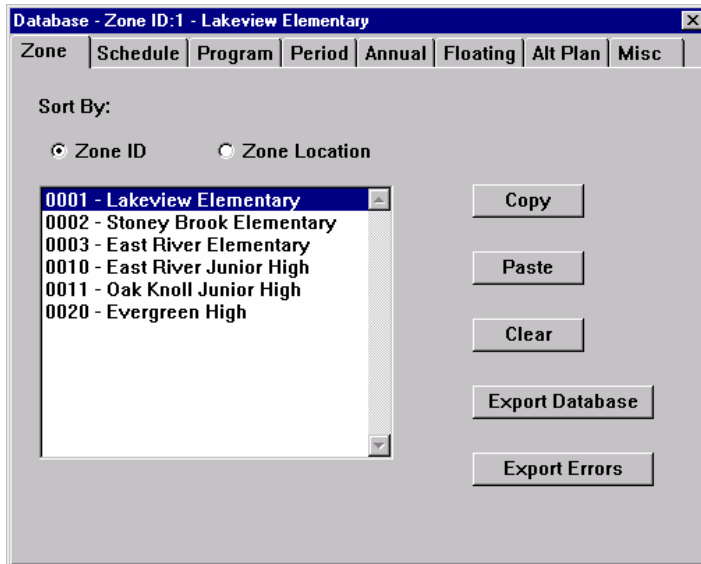 Database - Zone ID:1 - Lakeview Elementary
Zone Schedule Program Period Annual Floating Alt Plan Misc
Sort By:
Zone ID Zone Location
0001 - Lakeview Elementary
0002 - Stoney Brook Elementary
0003 - East River Elementary
0010 - East River Junior High
0011 - Oak Knoll Junior High
0020 - Evergreen High
Copy
Paste
Clear
Export Database
Export Errors